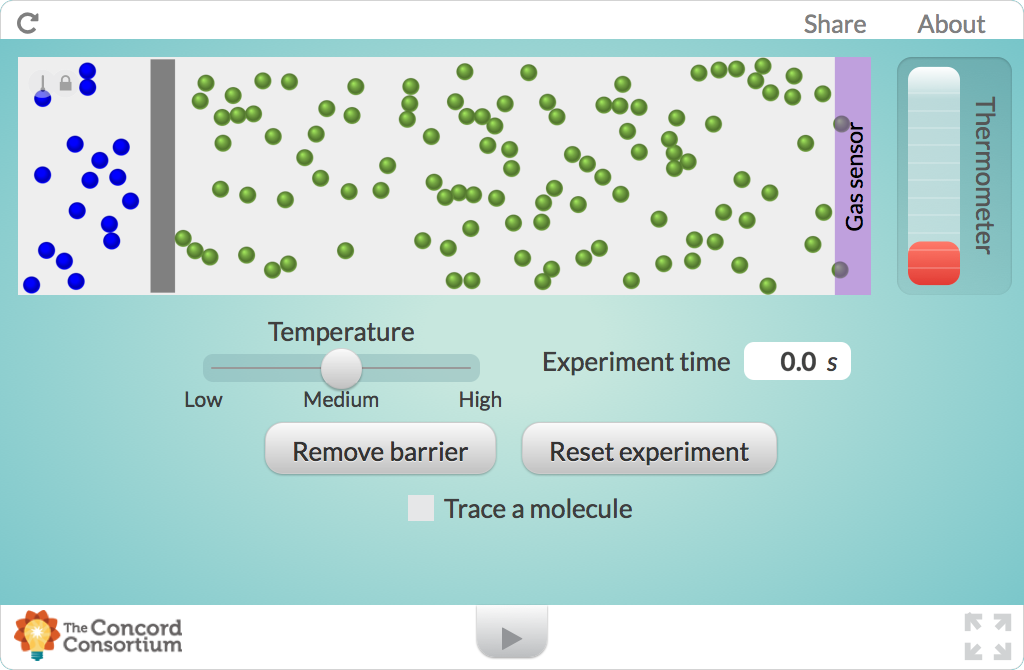 Share
About
Gas sensor
Thermometer
Temperature
Low
Medium
High
Experiment time
0.0 s
Remove barrier
Reset experiment
Trace a molecule
The Concord
Consortium